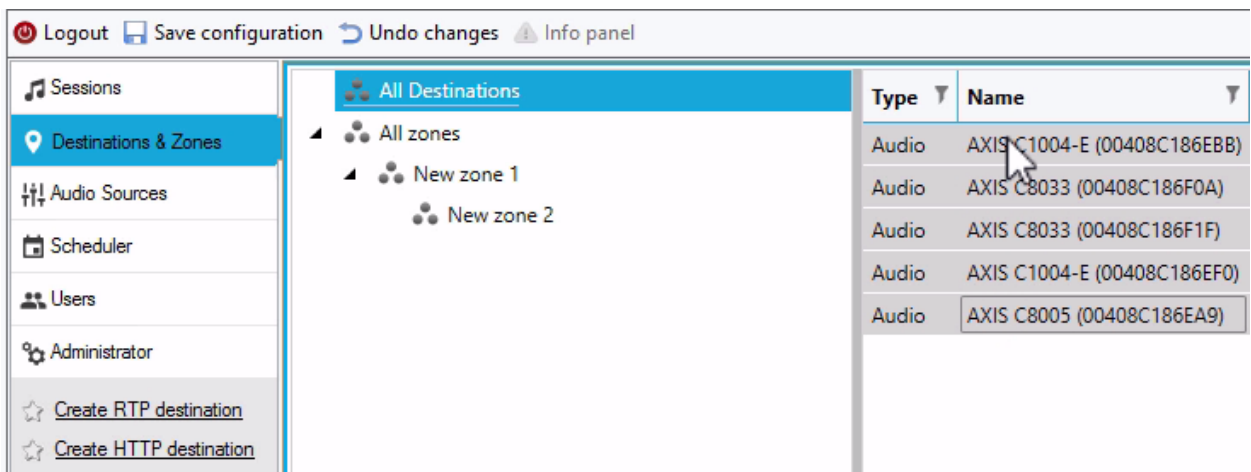 Logout Save configuration Undo changes Info panel
Sessions
Destinations & Zones
Audio Sources
Scheduler
Users
Administrator
Create RTP destination
Create HTTP destination
All Destinations
All zones
New zone 1
New zone 2
Type Name
Audio AXIS C1004-E (00408C186EBB)
Audio AXIS C8033 (00408C186F0A)
Audio AXIS C8033 (00408C186F1F)
Audio AXIS C1004-E (00408C186EF0)
Audio AXIS C8005 (00408C186EA9)